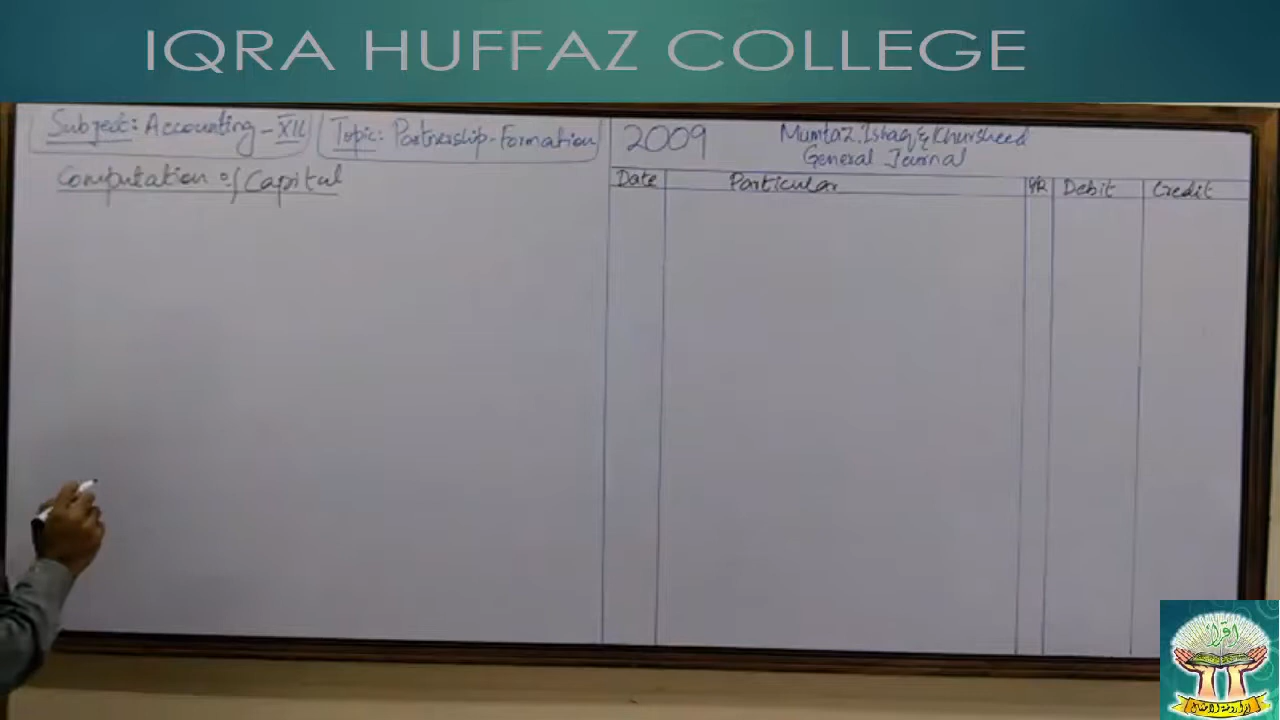 IQRA HUFFAZ COLLEGE
Subject: Accounting-XII
Topic: Partnership-Formation
Computation of Capital
2009
Mumtaz, Ishaq & Khursheed
General Journal
Date Particular P/R Debit Credit
اقرأ